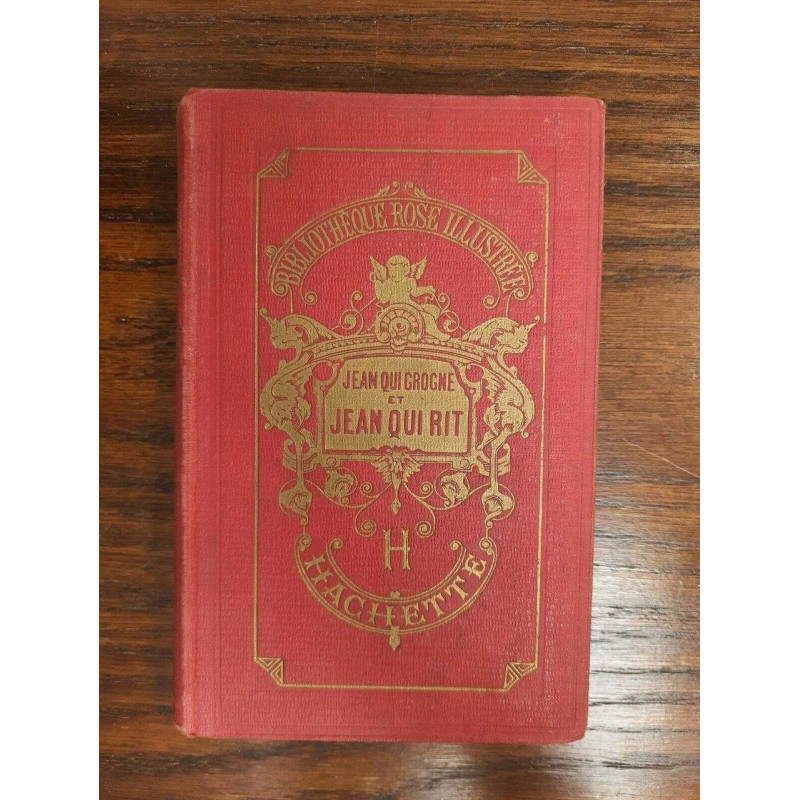 BIBLIOTHÈQUE ROSE ILLUSTRÉE
JEAN QUI GROGNE
ET
JEAN QUI RIT
H
HACHETTE